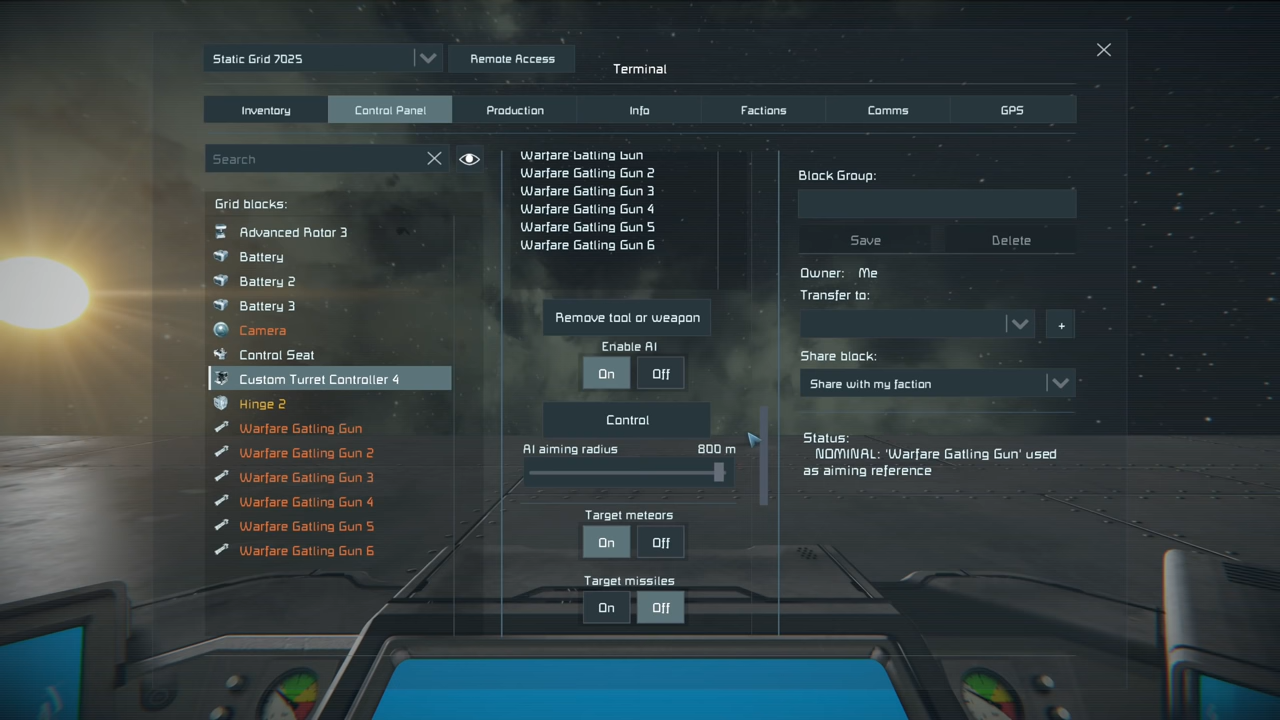 Static Grid 7025
Remote Access
Terminal
Inventory
Control Panel
Production
Info
Factions
Comms
GPS
Search
Grid blocks:
Advanced Rotor 3
Battery
Battery 2
Battery 3
Camera
Control Seat
Custom Turret Controller 4
Hinge 2
Warfare Gatling Gun
Warfare Gatling Gun 2
Warfare Gatling Gun 3
Warfare Gatling Gun 4
Warfare Gatling Gun 5
Warfare Gatling Gun 6
Warfare Gatling Gun
Warfare Gatling Gun 2
Warfare Gatling Gun 3
Warfare Gatling Gun 4
Warfare Gatling Gun 5
Warfare Gatling Gun 6
Remove tool or weapon
Enable AI
On Off
Control
AI aiming radius 800 m
Target meteors
On Off
Target missiles
On Off
Block Group:
Save Delete
Owner: Me
Transfer to:
+
Share block:
Share with my faction
Status:
NOMINAL: 'Warfare Gatling Gun' used
as aiming reference